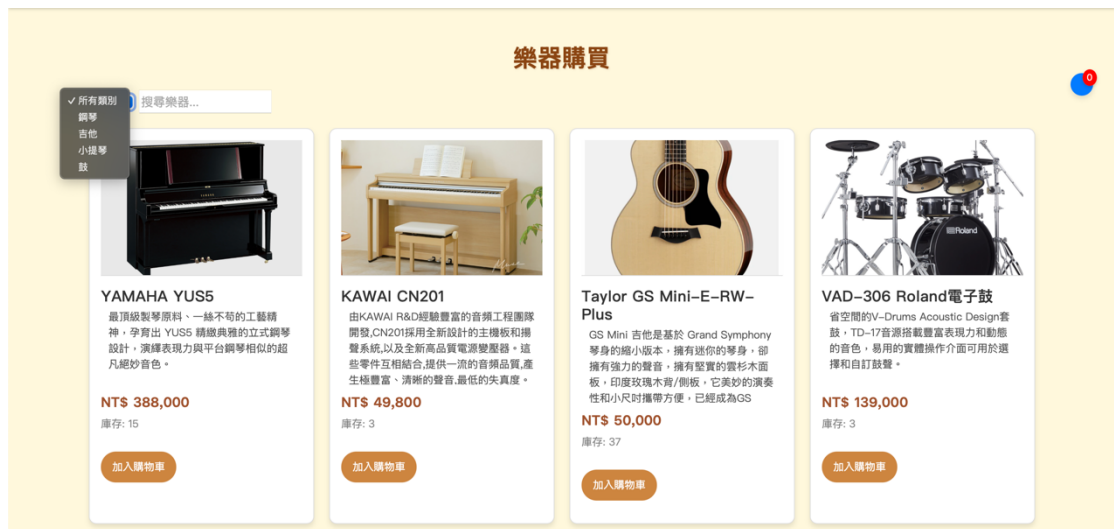 樂器購買
0
✓ 所有類別
鋼琴
吉他
小提琴
鼓
搜尋樂器...
YAMAHA
Roland
YAMAHA YUS5
最頂級製琴原料、一絲不苟的工藝精
神，孕育出 YUS5 精緻典雅的立式鋼琴
設計，演繹表現力與平台鋼琴相似的超
凡絕妙音色。
NT$ 388,000
庫存: 15
加入購物車
KAWAI CN201
由KAWAI R&D經驗豐富的音頻工程團隊
開發,CN201採用全新設計的主機板和揚
聲系統,以及全新高品質電源變壓器。這
些零件互相結合,提供一流的音頻品質,產
生極豐富、清晰的聲音,最低的失真度。
NT$ 49,800
庫存: 3
加入購物車
Taylor GS Mini-E-RW-
Plus
GS Mini 吉他是基於 Grand Symphony
琴身的縮小版本，擁有迷你的琴身，卻
擁有強力的聲音，擁有堅實的雲杉木面
板，印度玫瑰木背/側板，它美妙的演奏
性和小尺吋攜帶方便，已經成為GS
NT$ 50,000
庫存: 37
加入購物車
VAD-306 Roland電子鼓
省空間的V-Drums Acoustic Design套
鼓，TD-17音源搭載豐富表現力和動態
的音色，易用的實體操作介面可用於選
擇和自訂鼓聲。
NT$ 139,000
庫存: 3
加入購物車